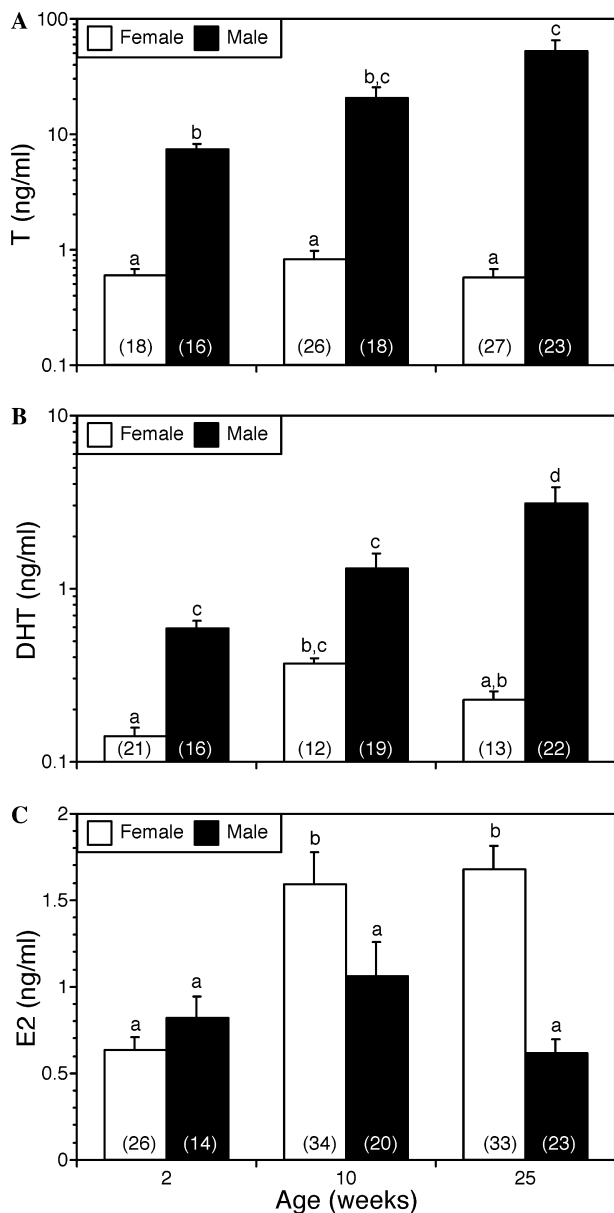 A
Female Male
T (ng/ml)
100
10
1
0.1
a b a b,c a c
(18) (16) (26) (18) (27) (23)
B
Female Male
DHT (ng/ml)
10
1
0.1
a c b,c c a,b d
(21) (16) (12) (19) (13) (22)
C
Female Male
E2 (ng/ml)
2
1.5
1
0.5
0
a a b a b a
(26) (14) (34) (20) (33) (23)
2 10 25
Age (weeks)